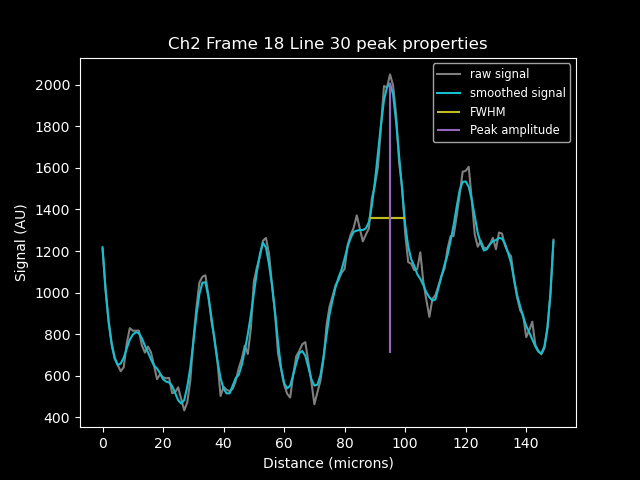 Ch2 Frame 18 Line 30 peak properties
raw signal
smoothed signal
FWHM
Peak amplitude
Signal (AU)
2000
1800
1600
1400
1200
1000
800
600
400
0 20 40 60 80 100 120 140
Distance (microns)